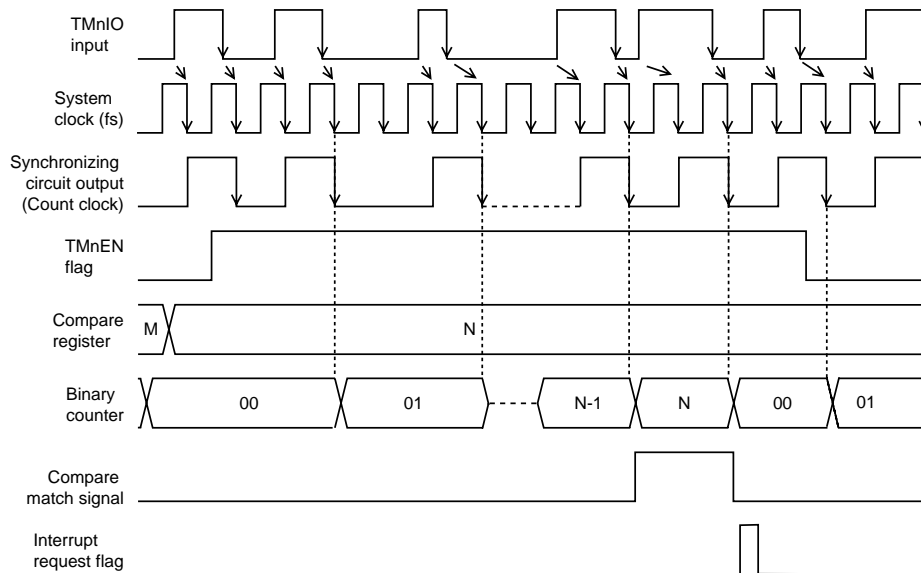 TMnIO
input
System
clock (fs)
Synchronizing
circuit output
(Count clock)
TMnEN
flag
Compare
register
M
N
Binary
counter
00
01
N-1
N
00
01
Compare
match signal
Interrupt
request flag